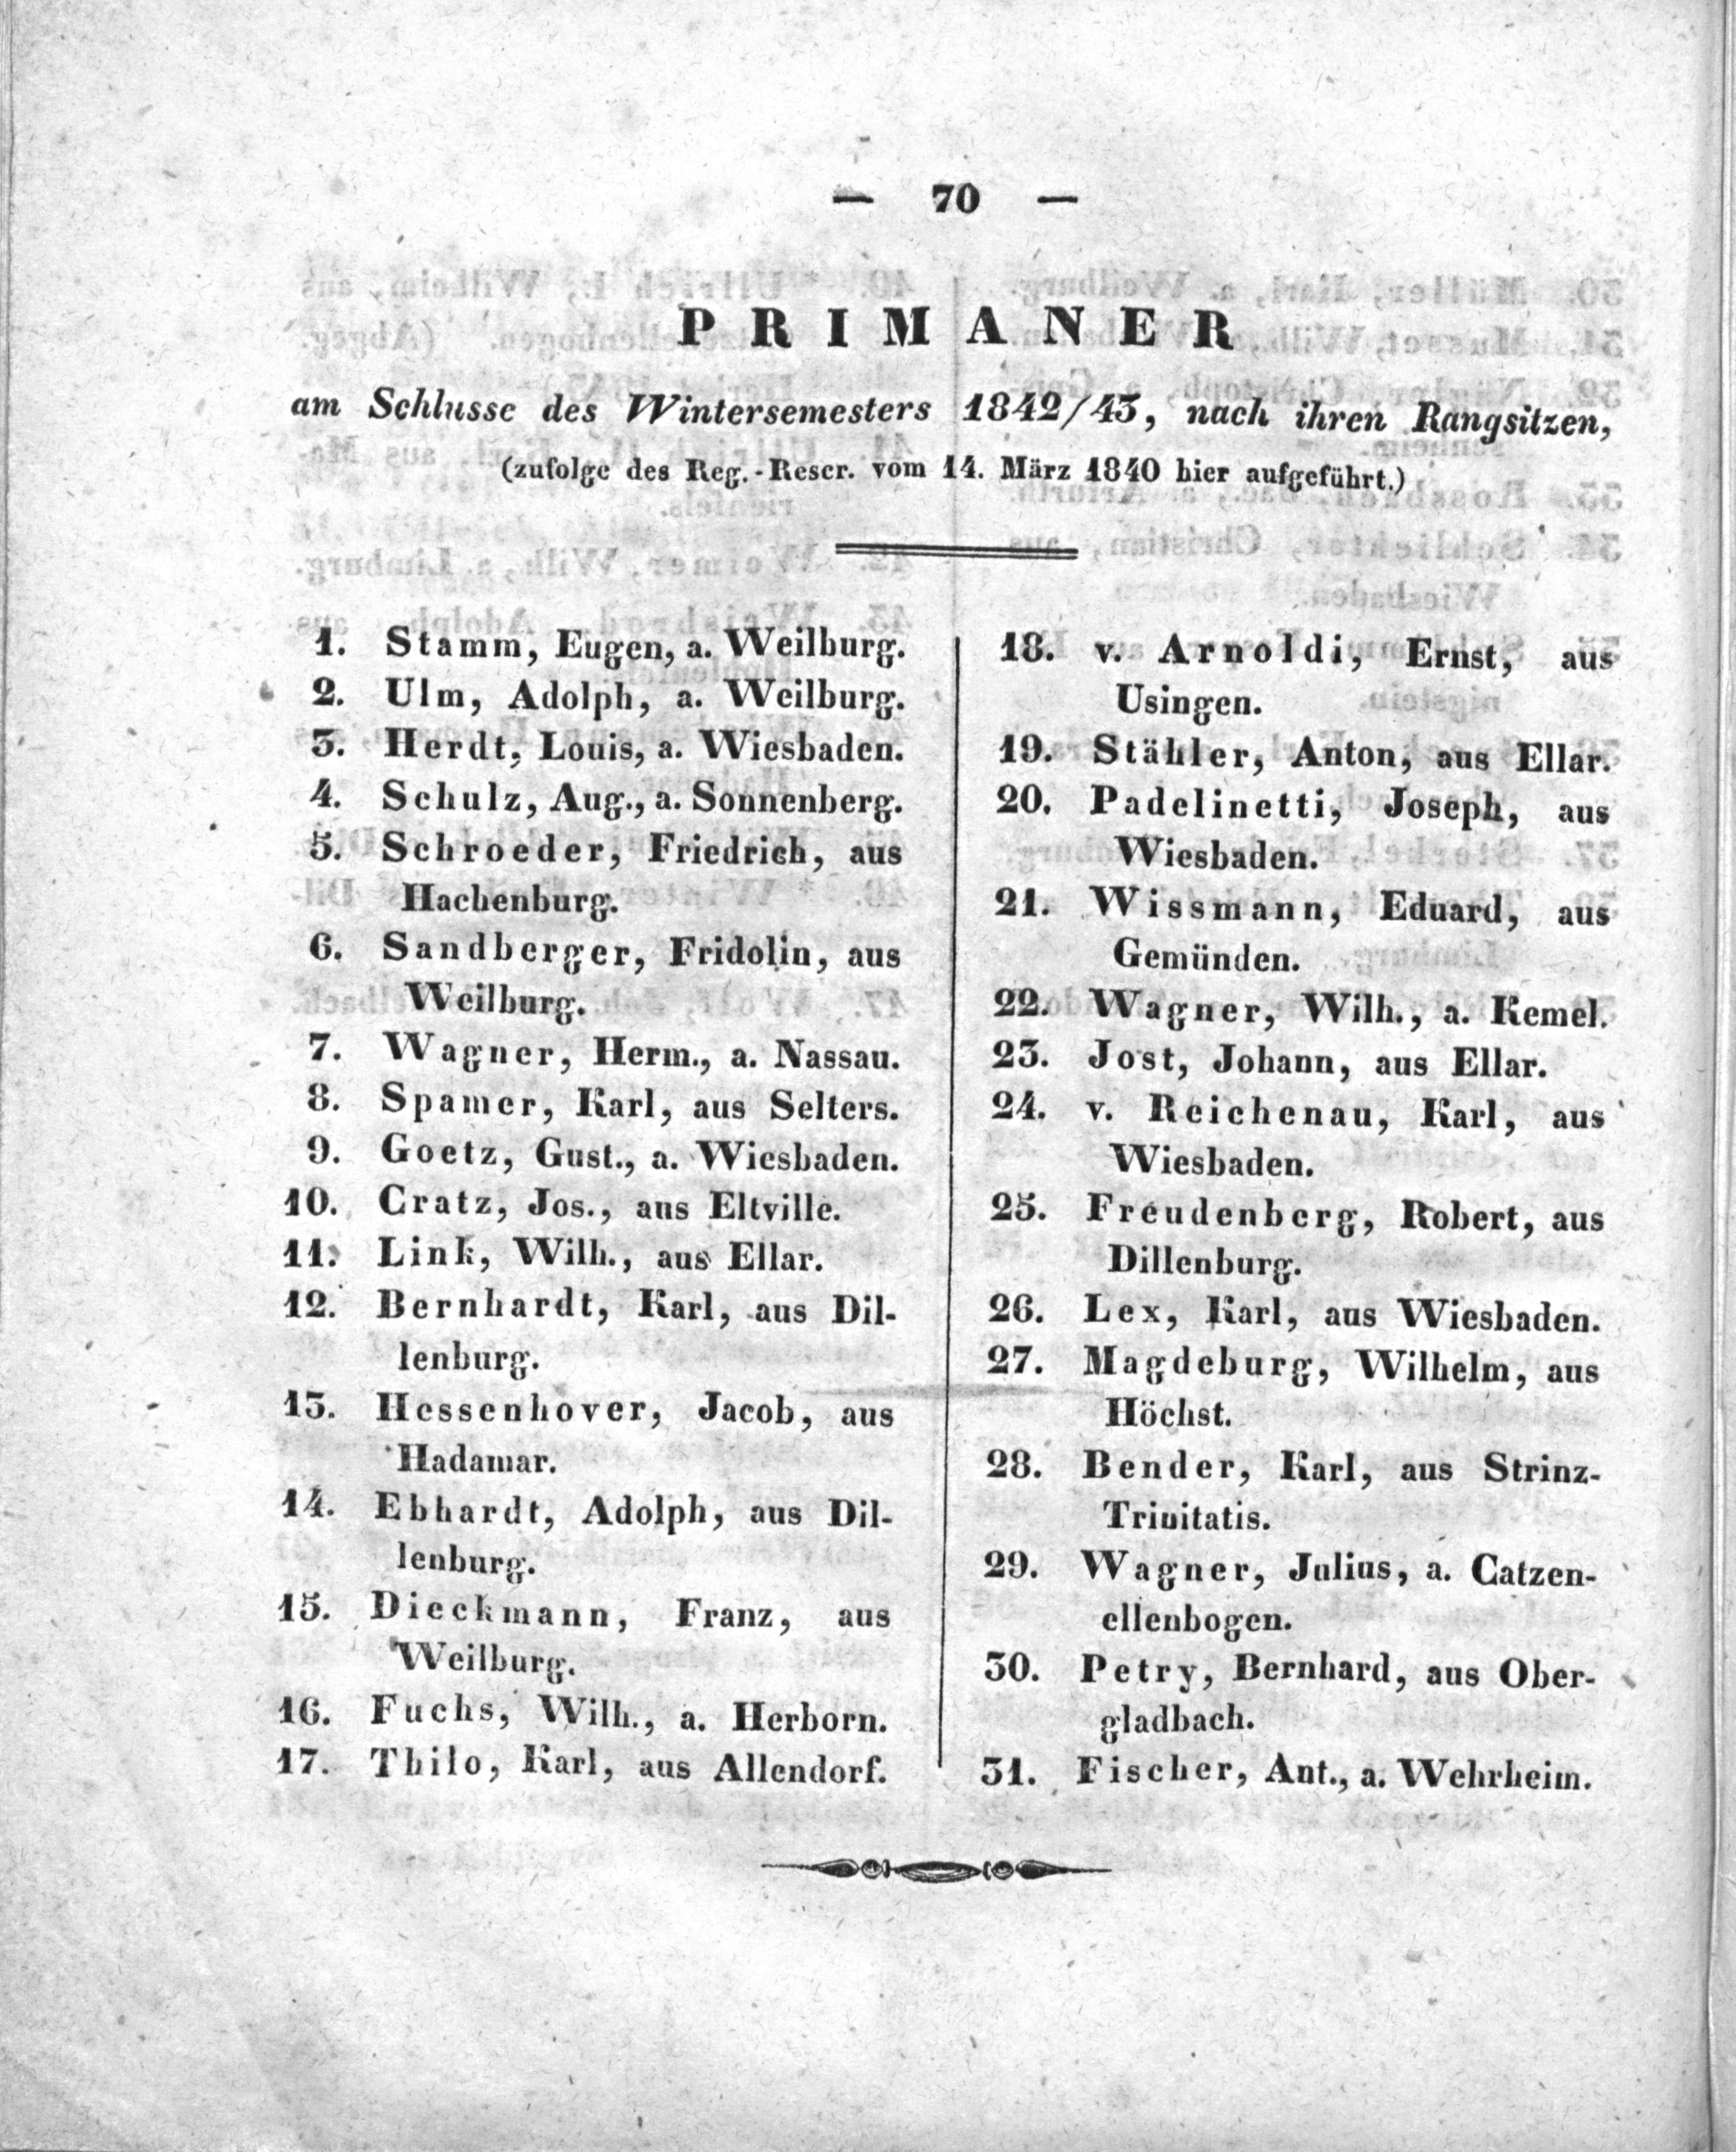 — 70 —
PRIMANER
am Schlusse des Wintersemesters 1842/43, nach ihren Rangsitzen,
(zufolge des Reg.-Rescr. vom 14. März 1840 hier aufgeführt.)
1. Stamm, Eugen, a. Weilburg.
2. Ulm, Adolph, a. Weilburg.
3. Herdt, Louis, a. Wiesbaden.
4. Schulz, Aug., a. Sonnenberg.
5. Schroeder, Friedrich, aus
Hachenburg.
6. Sandberger, Fridolin, aus
Weilburg.
7. Wagner, Herm., a. Nassau.
8. Spamer, Karl, aus Selters.
9. Goetz, Gust., a. Wiesbaden.
10. Cratz, Jos., aus Eltville.
11. Link, Wilh., aus Ellar.
12. Bernhardt, Karl, aus Dil-
lenburg.
13. Hessenhover, Jacob, aus
Hadamar.
14. Ebhardt, Adolph, aus Dil-
lenburg.
15. Dieckmann, Franz, aus
Weilburg.
16. Fuchs, Wilh., a. Herborn.
17. Thilo, Karl, aus Allendorf.
18. v. Arnoldi, Ernst, aus
Usingen.
19. Stähler, Anton, aus Ellar.
20. Padelinetti, Joseph, aus
Wiesbaden.
21. Wissmann, Eduard, aus
Gemünden.
22. Wagner, Wilh., a. Kemel.
23. Jost, Johann, aus Ellar.
24. v. Reichenau, Karl, aus
Wiesbaden.
25. Freudenberg, Robert, aus
Dillenburg.
26. Lex, Karl, aus Wiesbaden.
27. Magdeburg, Wilhelm, aus
Höchst.
28. Bender, Karl, aus Strinz-
Trinitatis.
29. Wagner, Julius, a. Catzen-
ellenbogen.
30. Petry, Bernhard, aus Ober-
gladbach.
31. Fischer, Ant., a. Wehrheim.